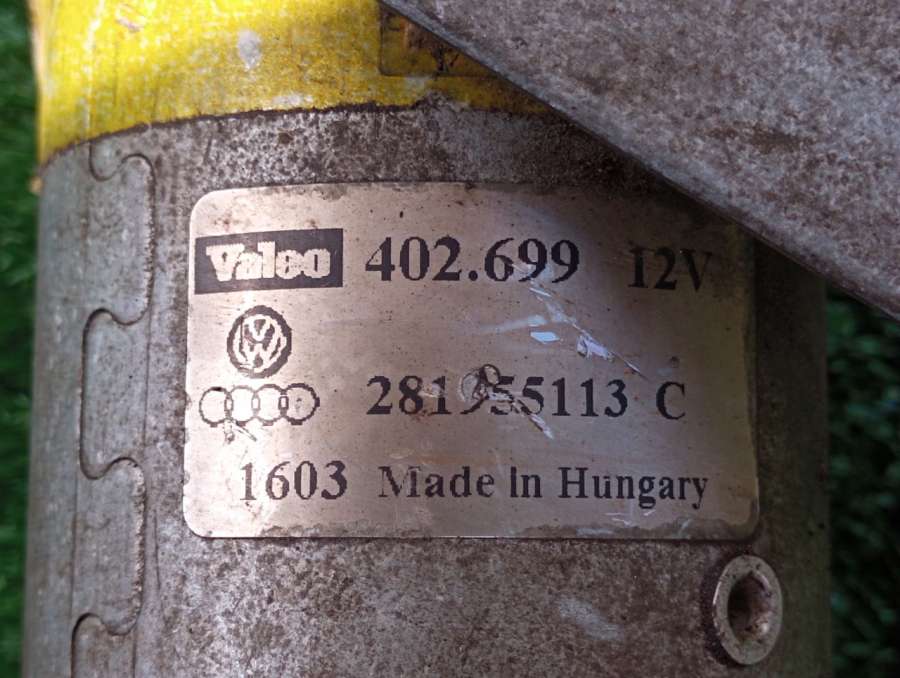 Valeo 402.699 12V
281955113 C
1603 Made in Hungary